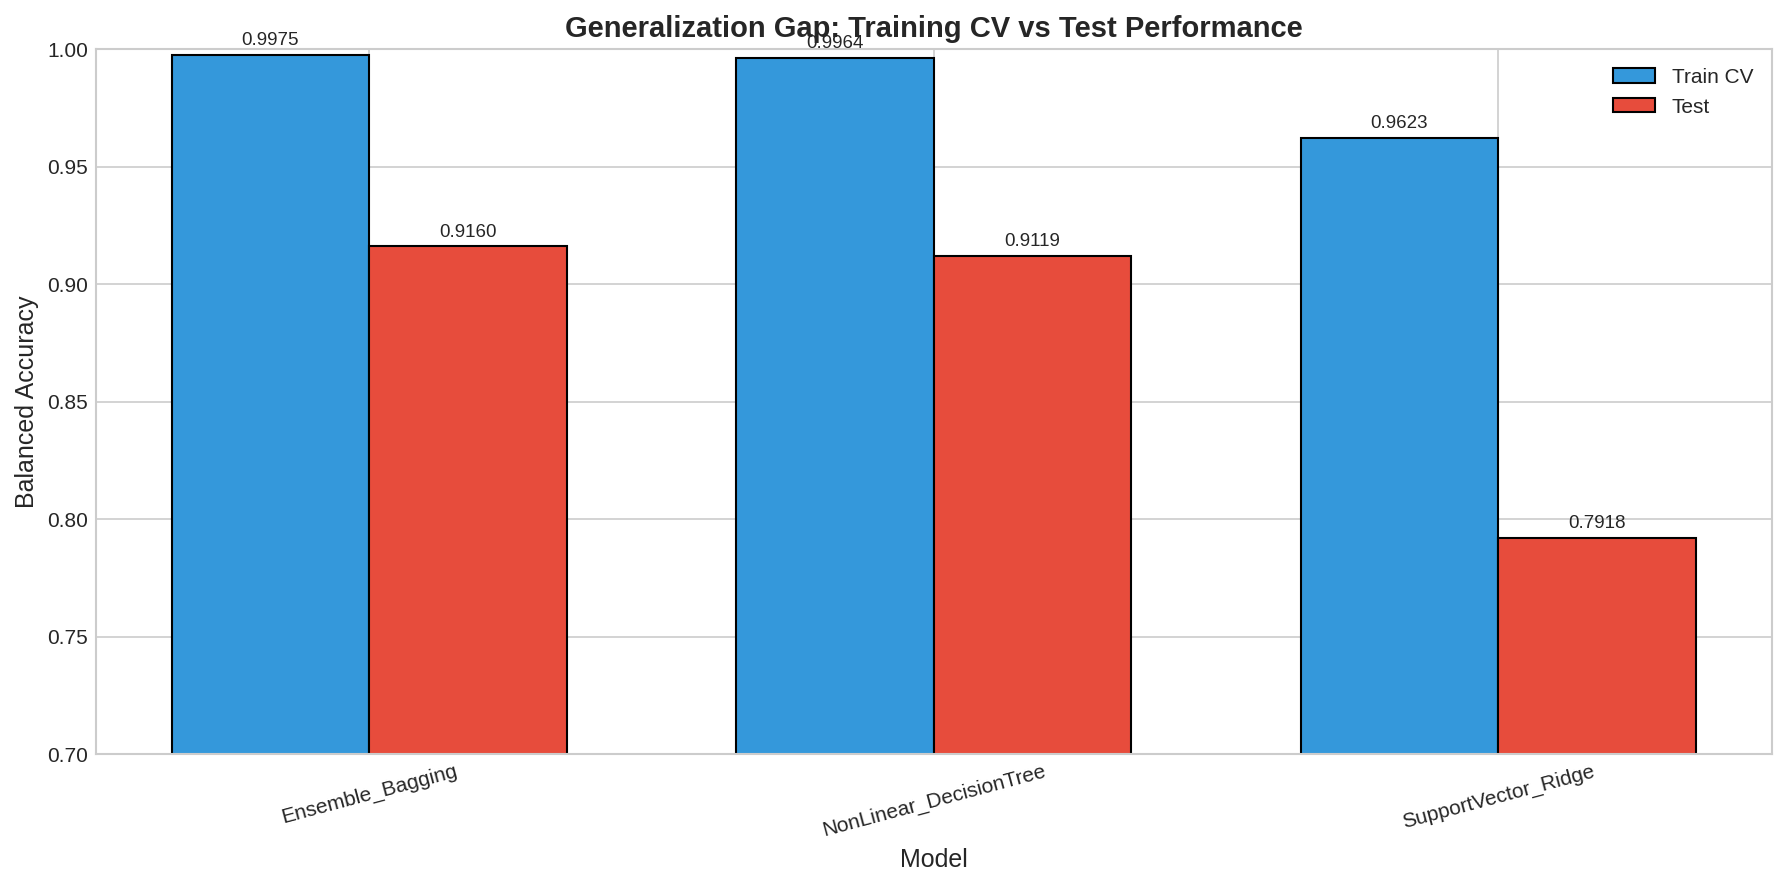 Generalization Gap: Training CV vs Test Performance
0.9975
0.9964
0.9623
0.9160
0.9119
0.7918
Train CV
Test
1.00
0.95
0.90
0.85
0.80
0.75
0.70
Balanced Accuracy
Ensemble_Bagging
NonLinear_DecisionTree
SupportVector_Ridge
Model